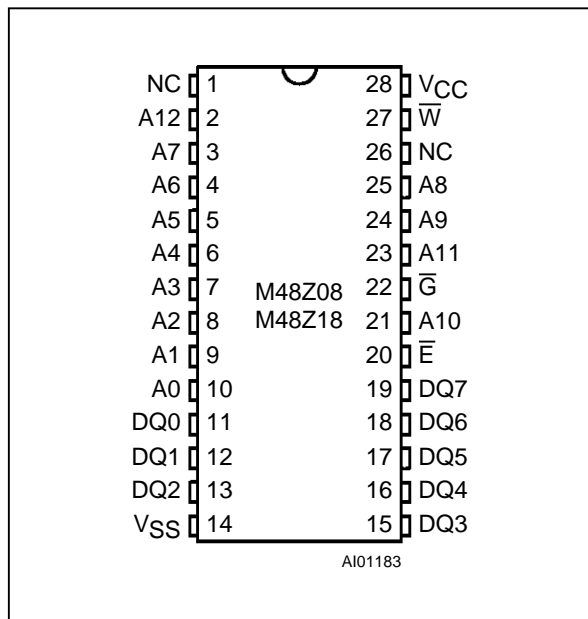 NC 1 28 VCC
A12 2 27 W̅
A7 3 26 NC
A6 4 25 A8
A5 5 24 A9
A4 6 23 A11
A3 7 M48Z08 22 G̅
A2 8 M48Z18 21 A10
A1 9 20 E̅
A0 10 19 DQ7
DQ0 11 18 DQ6
DQ1 12 17 DQ5
DQ2 13 16 DQ4
VSS 14 15 DQ3
AI01183